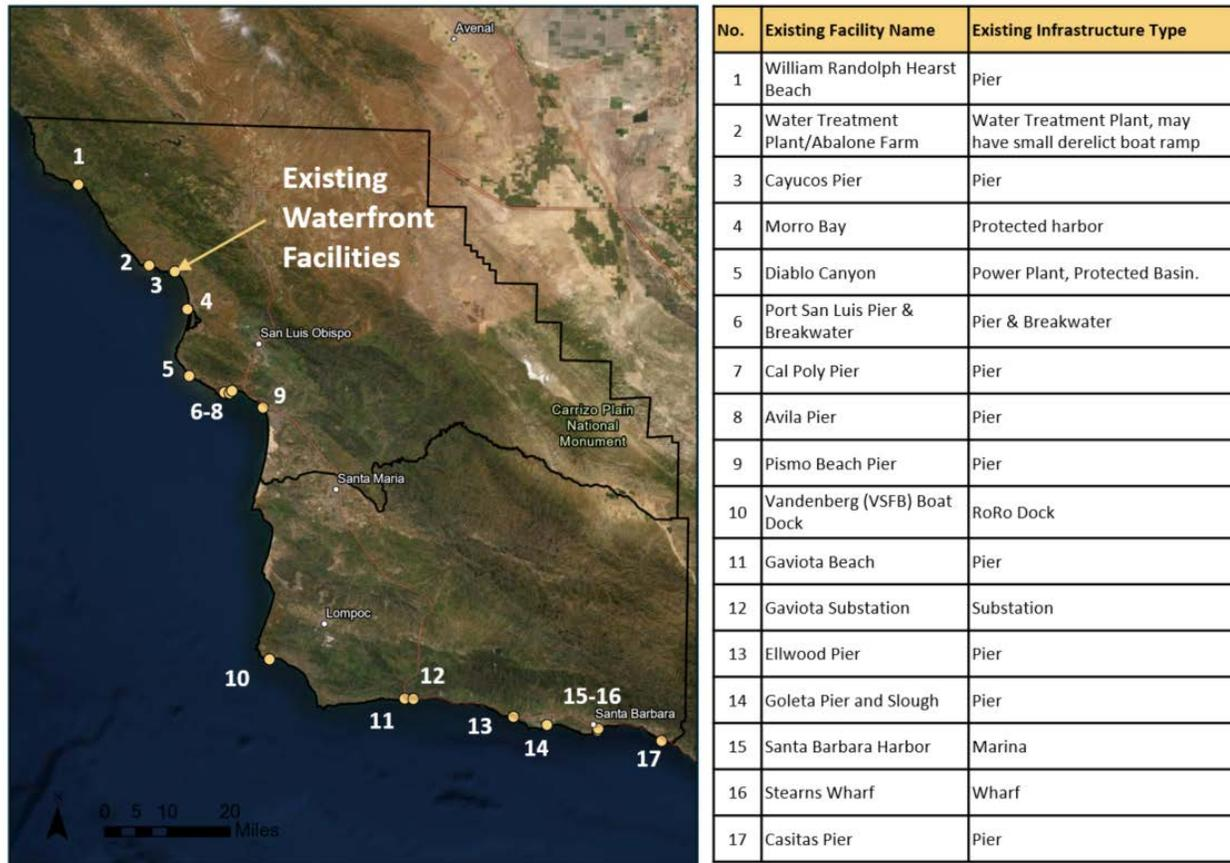 Avenal
1
Existing
Waterfront
Facilities
2
3
4
San Luis Obispo
5
6-8
9
Carrizo Plain
National
Monument
Santa Maria
Lompoc
10
12
11
15-16
Santa Barbara
13
14
17
N
0 5 10 20
Miles
No. Existing Facility Name Existing Infrastructure Type
1 William Randolph Hearst
Beach Pier
2 Water Treatment
Plant/Abalone Farm Water Treatment Plant, may
have small derelict boat ramp
3 Cayucos Pier Pier
4 Morro Bay Protected harbor
5 Diablo Canyon Power Plant, Protected Basin.
6 Port San Luis Pier &
Breakwater Pier & Breakwater
7 Cal Poly Pier Pier
8 Avila Pier Pier
9 Pismo Beach Pier Pier
10 Vandenberg (VSFB) Boat
Dock RoRo Dock
11 Gaviota Beach Pier
12 Gaviota Substation Substation
13 Ellwood Pier Pier
14 Goleta Pier and Slough Pier
15 Santa Barbara Harbor Marina
16 Stearns Wharf Wharf
17 Casitas Pier Pier